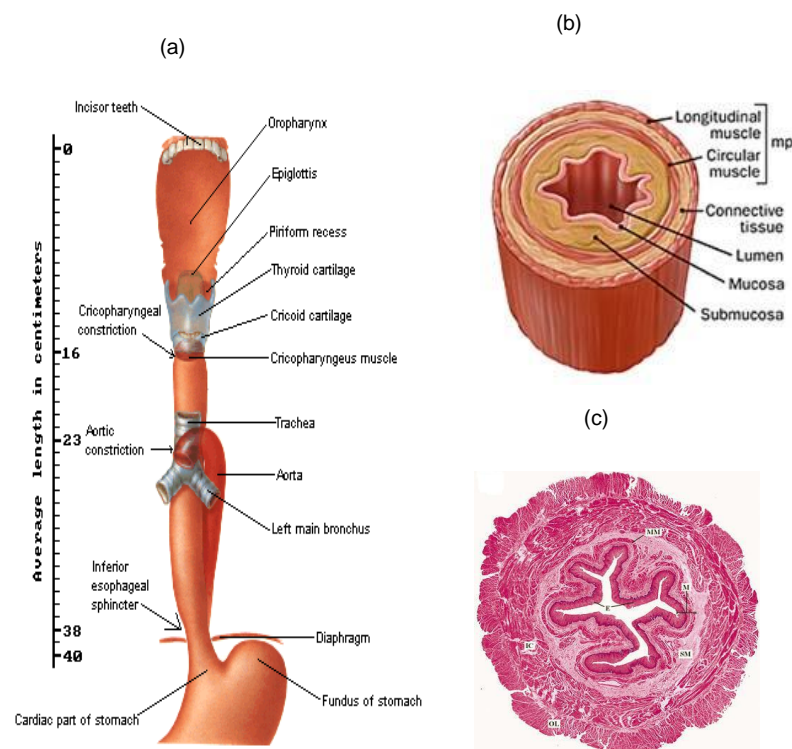 (a)
Incisor teeth
Oropharynx
Epiglottis
Piriform recess
Thyroid cartilage
Cricopharyngeal
constriction
Cricoid cartilage
Cricopharyngeus muscle
Trachea
Aortic
constriction
Aorta
Left main bronchus
Inferior
esophageal
sphincter
Diaphragm
Fundus of stomach
Cardiac part of stomach
Average length in centimeters
0
16
23
38
40
(b)
Longitudinal
muscle
Circular
muscle
mp
Connective
tissue
Lumen
Mucosa
Submucosa
(c)
MM
M
E
SM
IC
OL